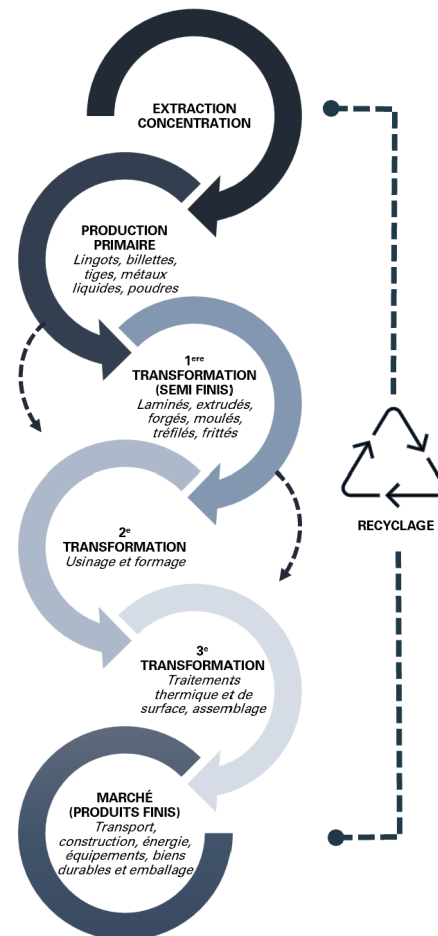 EXTRACTION
CONCENTRATION
PRODUCTION
PRIMAIRE
Lingots, billettes,
tiges, métaux
liquides, poudres
1ere
TRANSFORMATION
(SEMI FINIS)
Laminés, extrudés,
forgés, moulés,
tréfilés, frittés
RECYCLAGE
2e
TRANSFORMATION
Usinage et formage
3e
TRANSFORMATION
Traitements
thermique et de
surface, assemblage
MARCHÉ
(PRODUITS FINIS)
Transport,
construction, énergie,
équipements, biens
durables et emballage